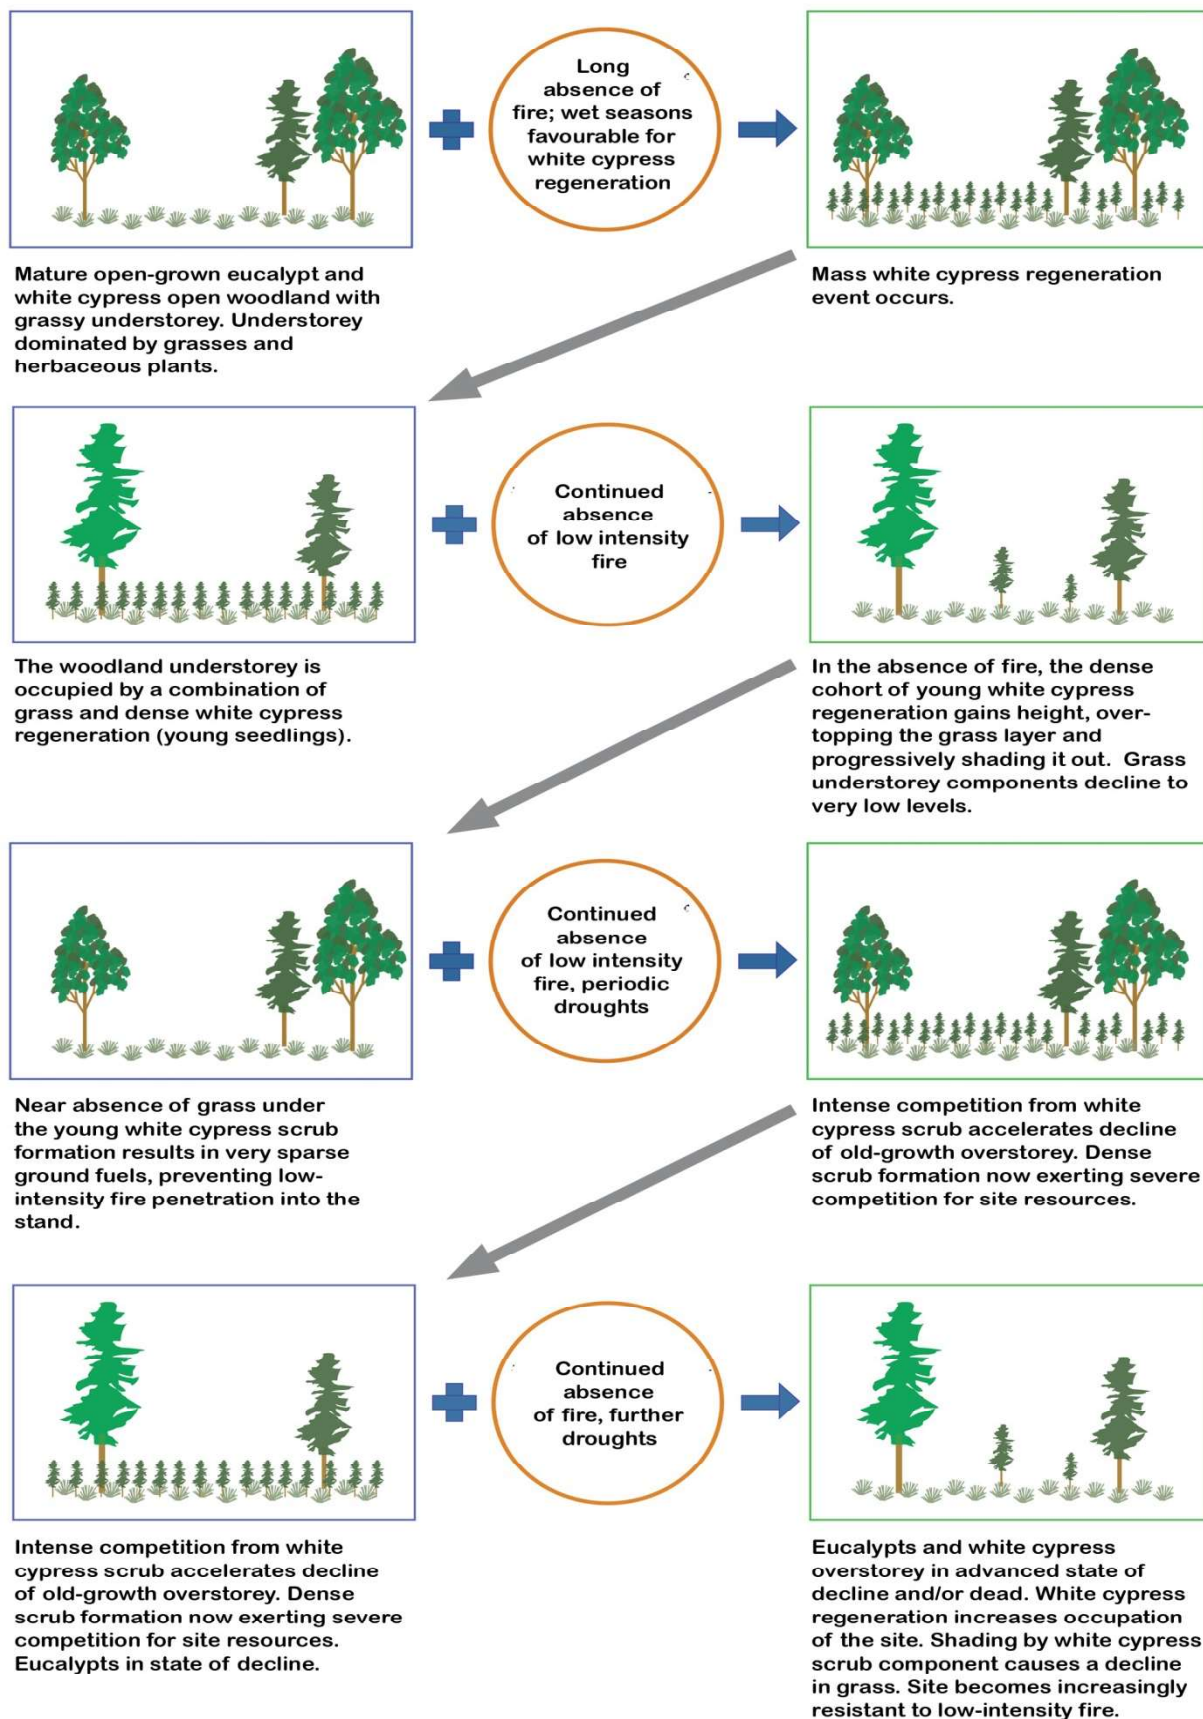 Long
absence of
fire; wet seasons
favourable for
white cypress
regeneration
Mature open-grown eucalypt and
white cypress open woodland with
grassy understorey. Understorey
dominated by grasses and
herbaceous plants.
Mass white cypress regeneration
event occurs.
Continued
absence
of low intensity
fire
The woodland understorey is
occupied by a combination of
grass and dense white cypress
regeneration (young seedlings).
In the absence of fire, the dense
cohort of young white cypress
regeneration gains height, over-
topping the grass layer and
progressively shading it out. Grass
understorey components decline to
very low levels.
Continued
absence
of low intensity
fire, periodic
droughts
Near absence of grass under
the young white cypress scrub
formation results in very sparse
ground fuels, preventing low-
intensity fire penetration into the
stand.
Intense competition from white
cypress scrub accelerates decline
of old-growth overstorey. Dense
scrub formation now exerting severe
competition for site resources.
Continued
absence
of fire, further
droughts
Intense competition from white
cypress scrub accelerates decline
of old-growth overstorey. Dense
scrub formation now exerting severe
competition for site resources.
Eucalypts in state of decline.
Eucalypts and white cypress
overstorey in advanced state of
decline and/or dead. White cypress
regeneration increases occupation
of the site. Shading by white cypress
scrub component causes a decline
in grass. Site becomes increasingly
resistant to low-intensity fire.